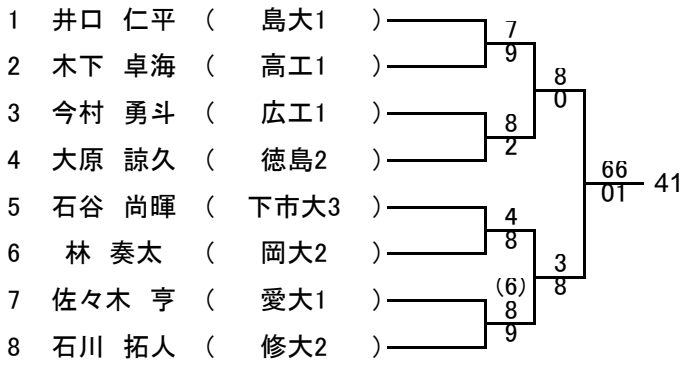 1 井口 仁平 ( 島大1 )
7
9
2 木下 卓海 ( 高工1 )
8
0
3 今村 勇斗 ( 広工1 )
8
2
4 大原 諒久 ( 徳島2 )
66
01
41
5 石谷 尚暉 ( 下市大3 )
4
8
6 林 奏太 ( 岡大2 )
3
8
7 佐々木 亨 ( 愛大1 )
(6)
8
9
8 石川 拓人 ( 修大2 )